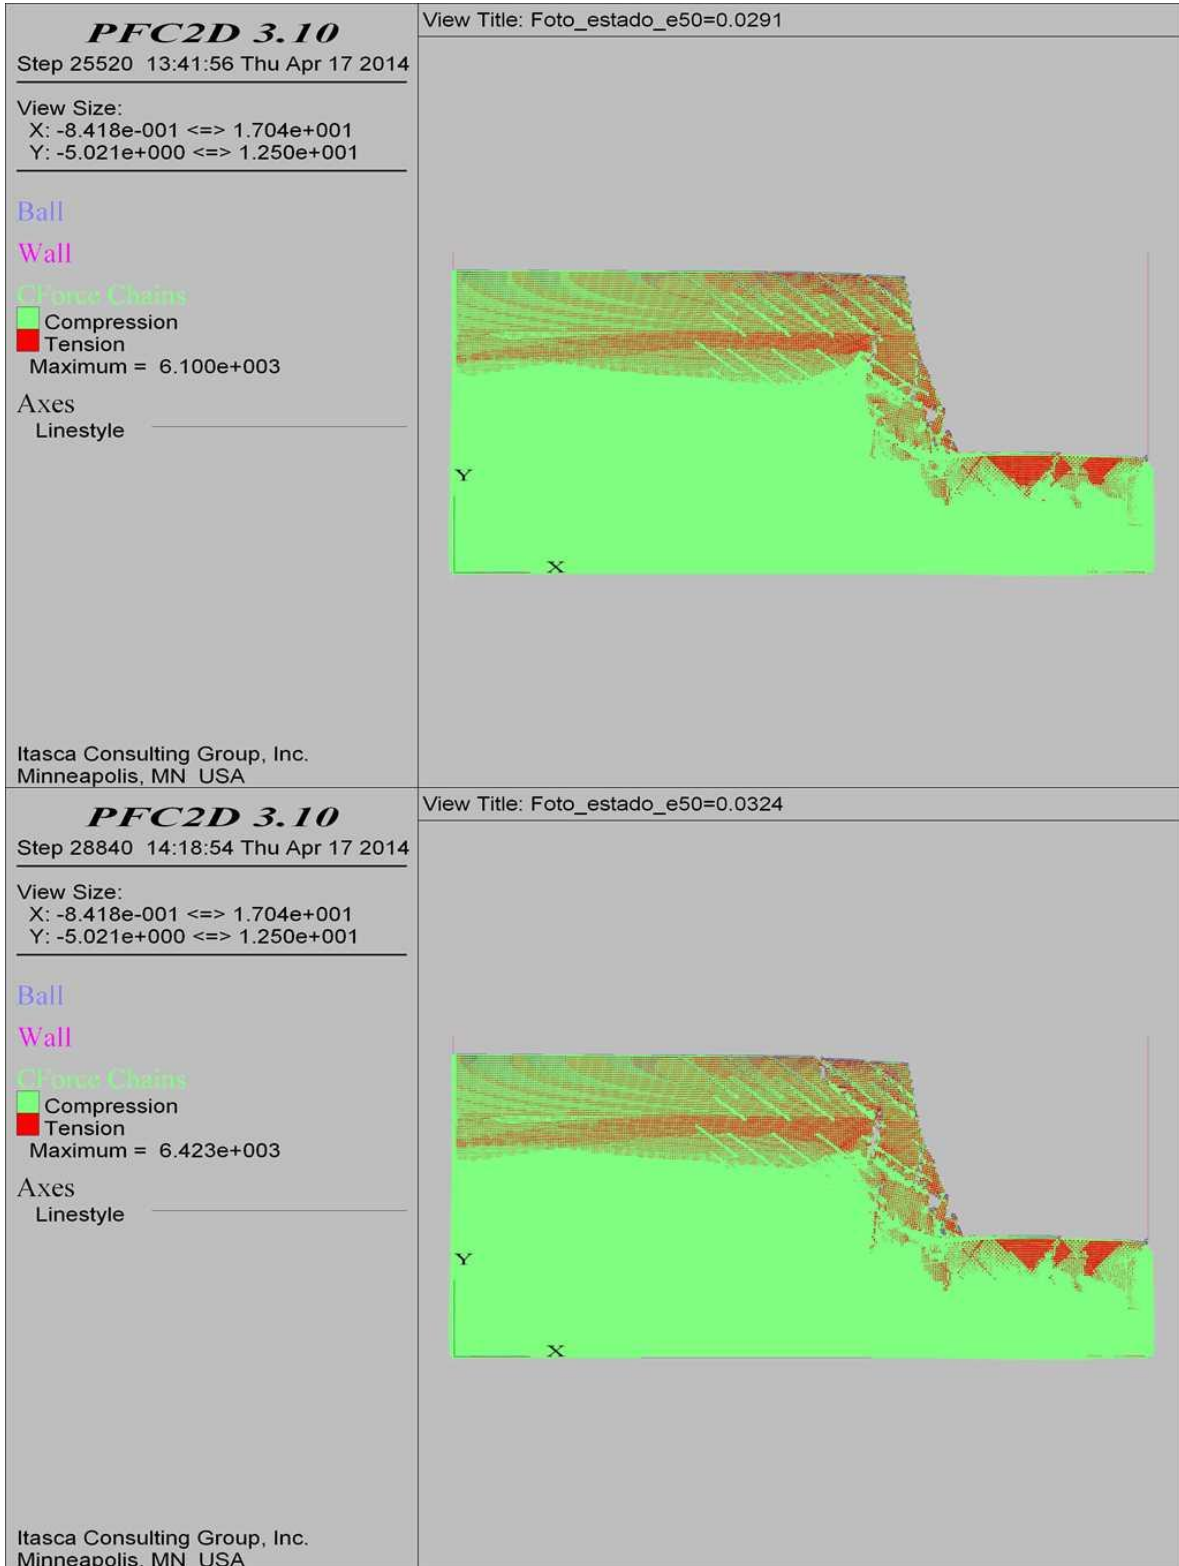 PFC2D 3.10
Step 25520 13:41:56 Thu Apr 17 2014
View Size:
X: -8.418e-001 <=> 1.704e+001
Y: -5.021e+000 <=> 1.250e+001
Ball
Wall
CForce Chains
Compression
Tension
Maximum = 6.100e+003
Axes
Linestyle
Itasca Consulting Group, Inc.
Minneapolis, MN USA
View Title: Foto_estado_e50=0.0291
Y
X
PFC2D 3.10
Step 28840 14:18:54 Thu Apr 17 2014
View Size:
X: -8.418e-001 <=> 1.704e+001
Y: -5.021e+000 <=> 1.250e+001
Ball
Wall
CForce Chains
Compression
Tension
Maximum = 6.423e+003
Axes
Linestyle
Itasca Consulting Group, Inc.
Minneapolis, MN USA
View Title: Foto_estado_e50=0.0324
Y
X